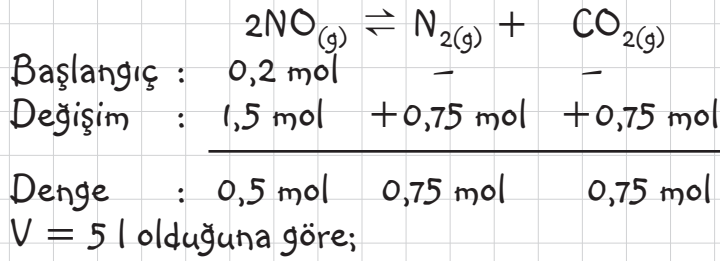 2NO(g) ⇌ N2(g) + CO2(g)
Başlangıç : 0,2 mol – –
Değişim : 1,5 mol +0,75 mol +0,75 mol
Denge : 0,5 mol 0,75 mol 0,75 mol
V = 5 l olduğuna göre;